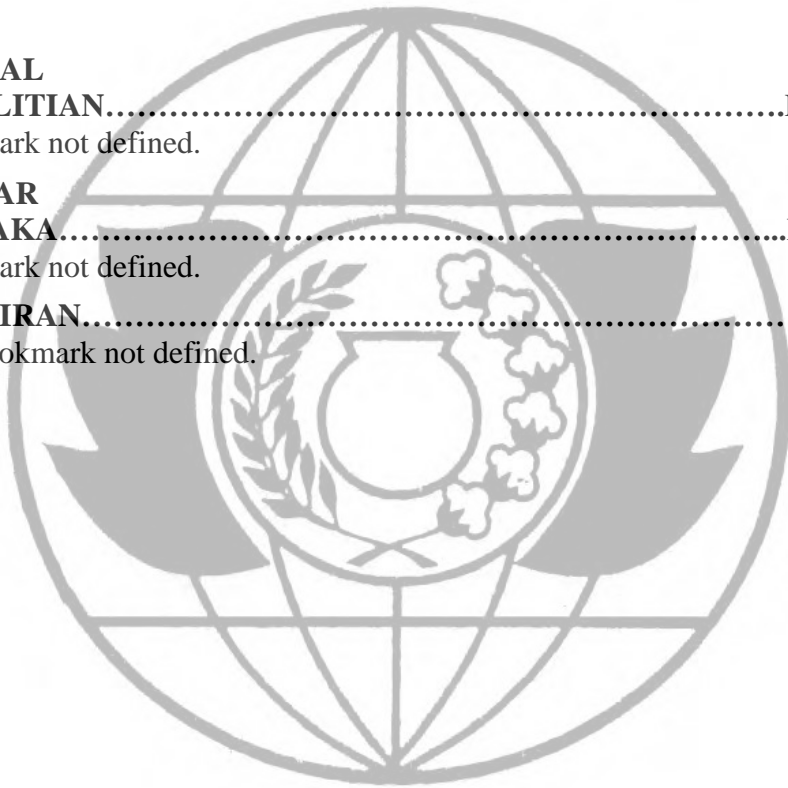 AL
LITIAN……………………………………………………………….
ark not defined.
AR
AKA…………………………………………………………………..
ark not defined.
IRAN…………………………………………………………………
okmark not defined.